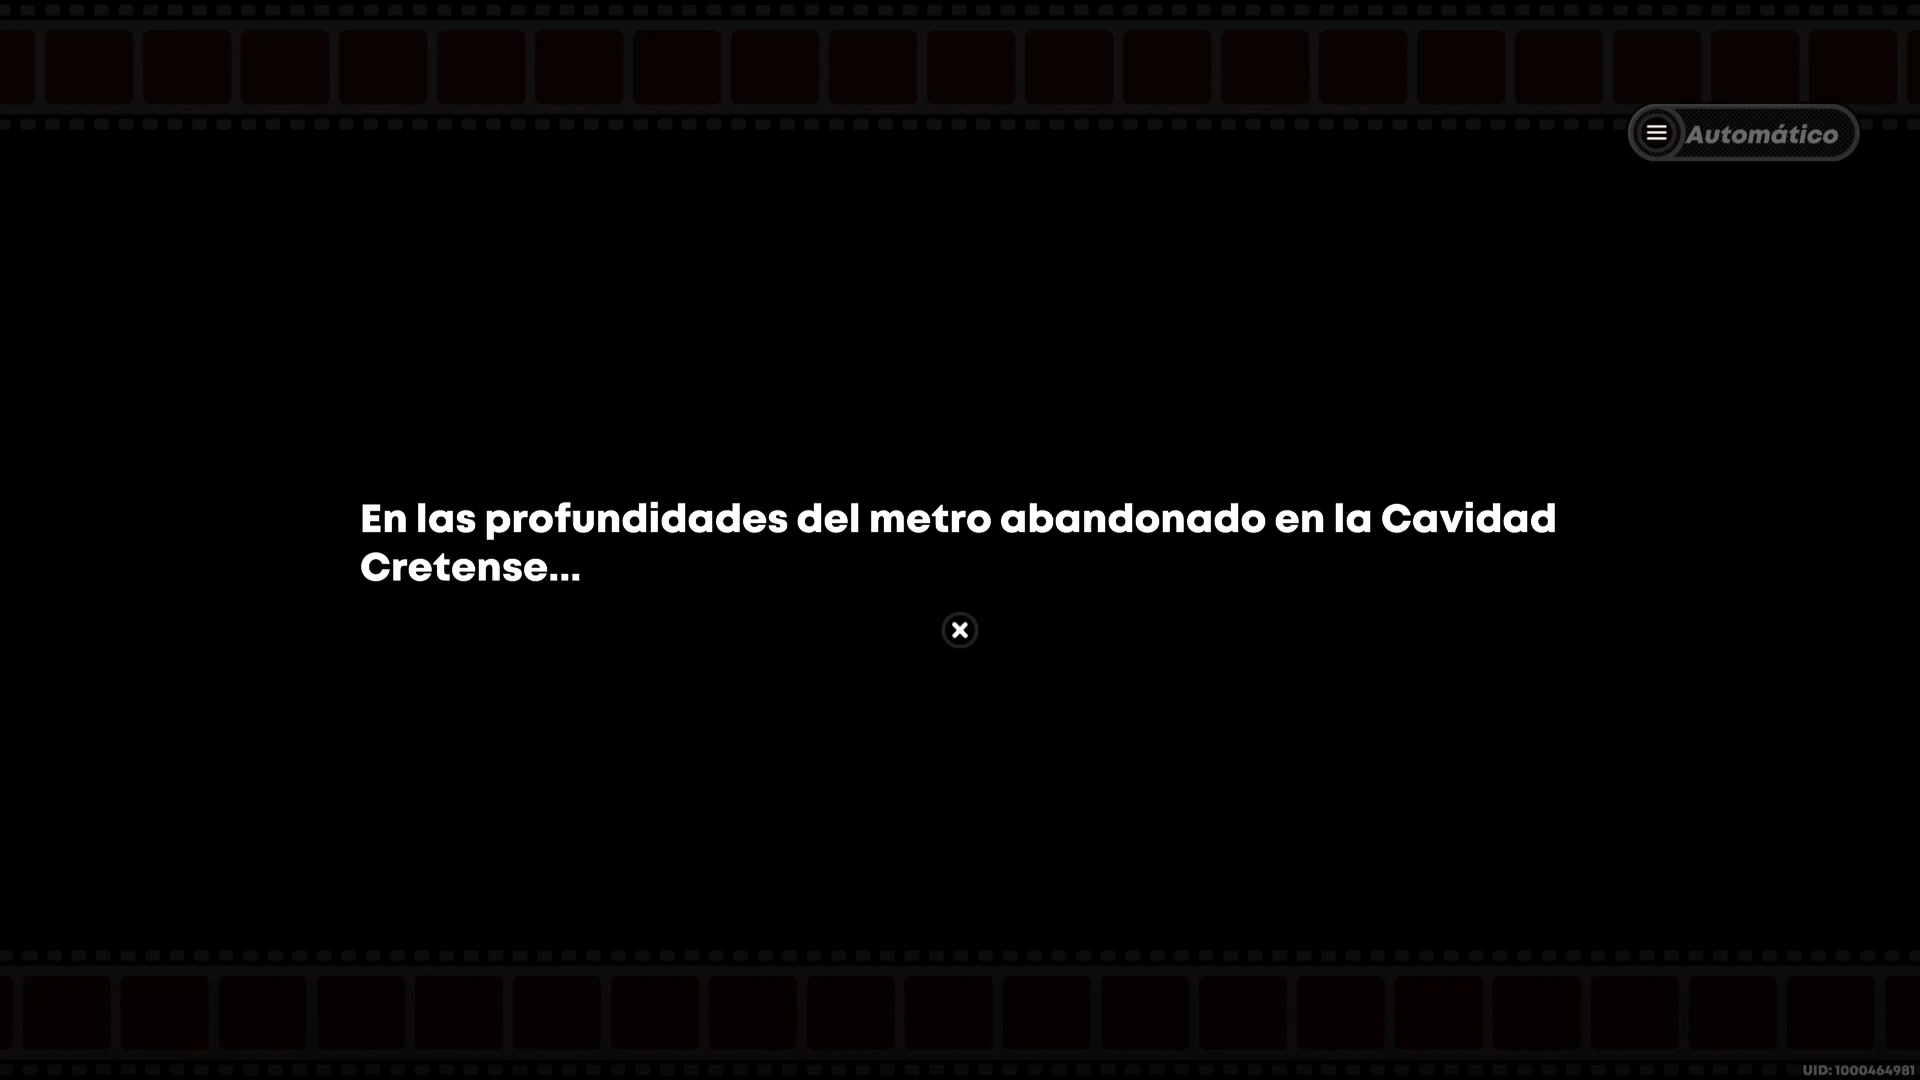 Automático
En las profundidades del metro abandonado en la Cavidad
Cretense...
UID: 1000464981